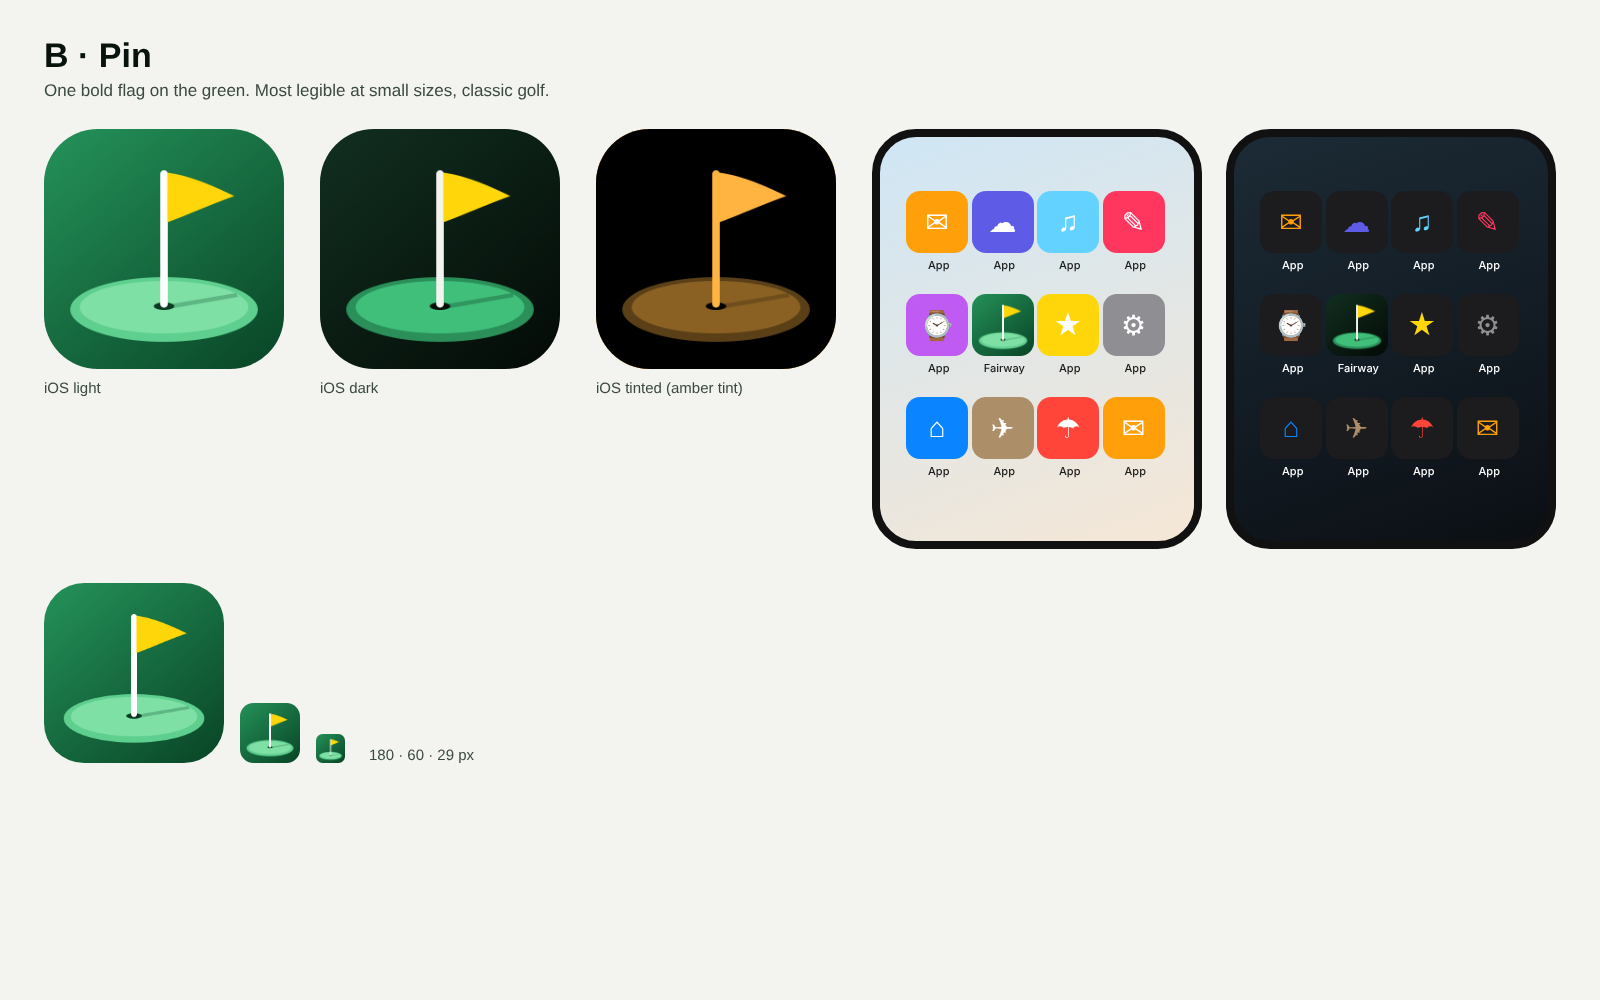 B · Pin
One bold flag on the green. Most legible at small sizes, classic golf.
iOS light
iOS dark
iOS tinted (amber tint)
App App App App
App Fairway App App
App App App App
App App App App
App Fairway App App
App App App App
180 · 60 · 29 px